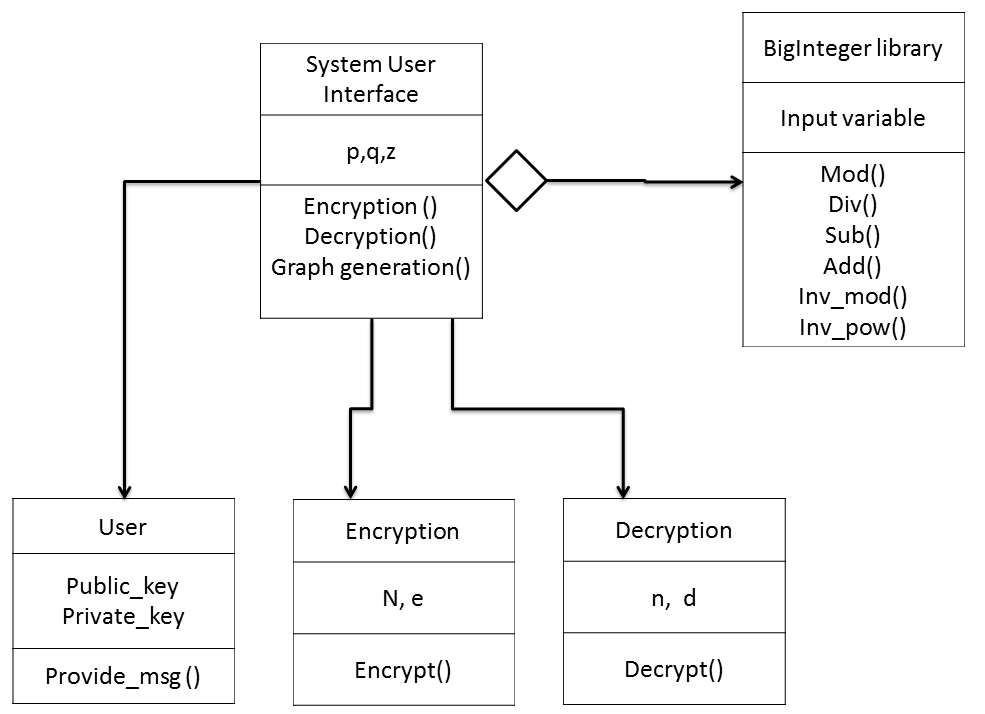 System User
Interface
p,q,z
Encryption ()
Decryption()
Graph generation()
BigInteger library
Input variable
Mod()
Div()
Sub()
Add()
Inv_mod()
Inv_pow()
User
Public_key
Private_key
Provide_msg ()
Encryption
N, e
Encrypt()
Decryption
n,  d
Decrypt()